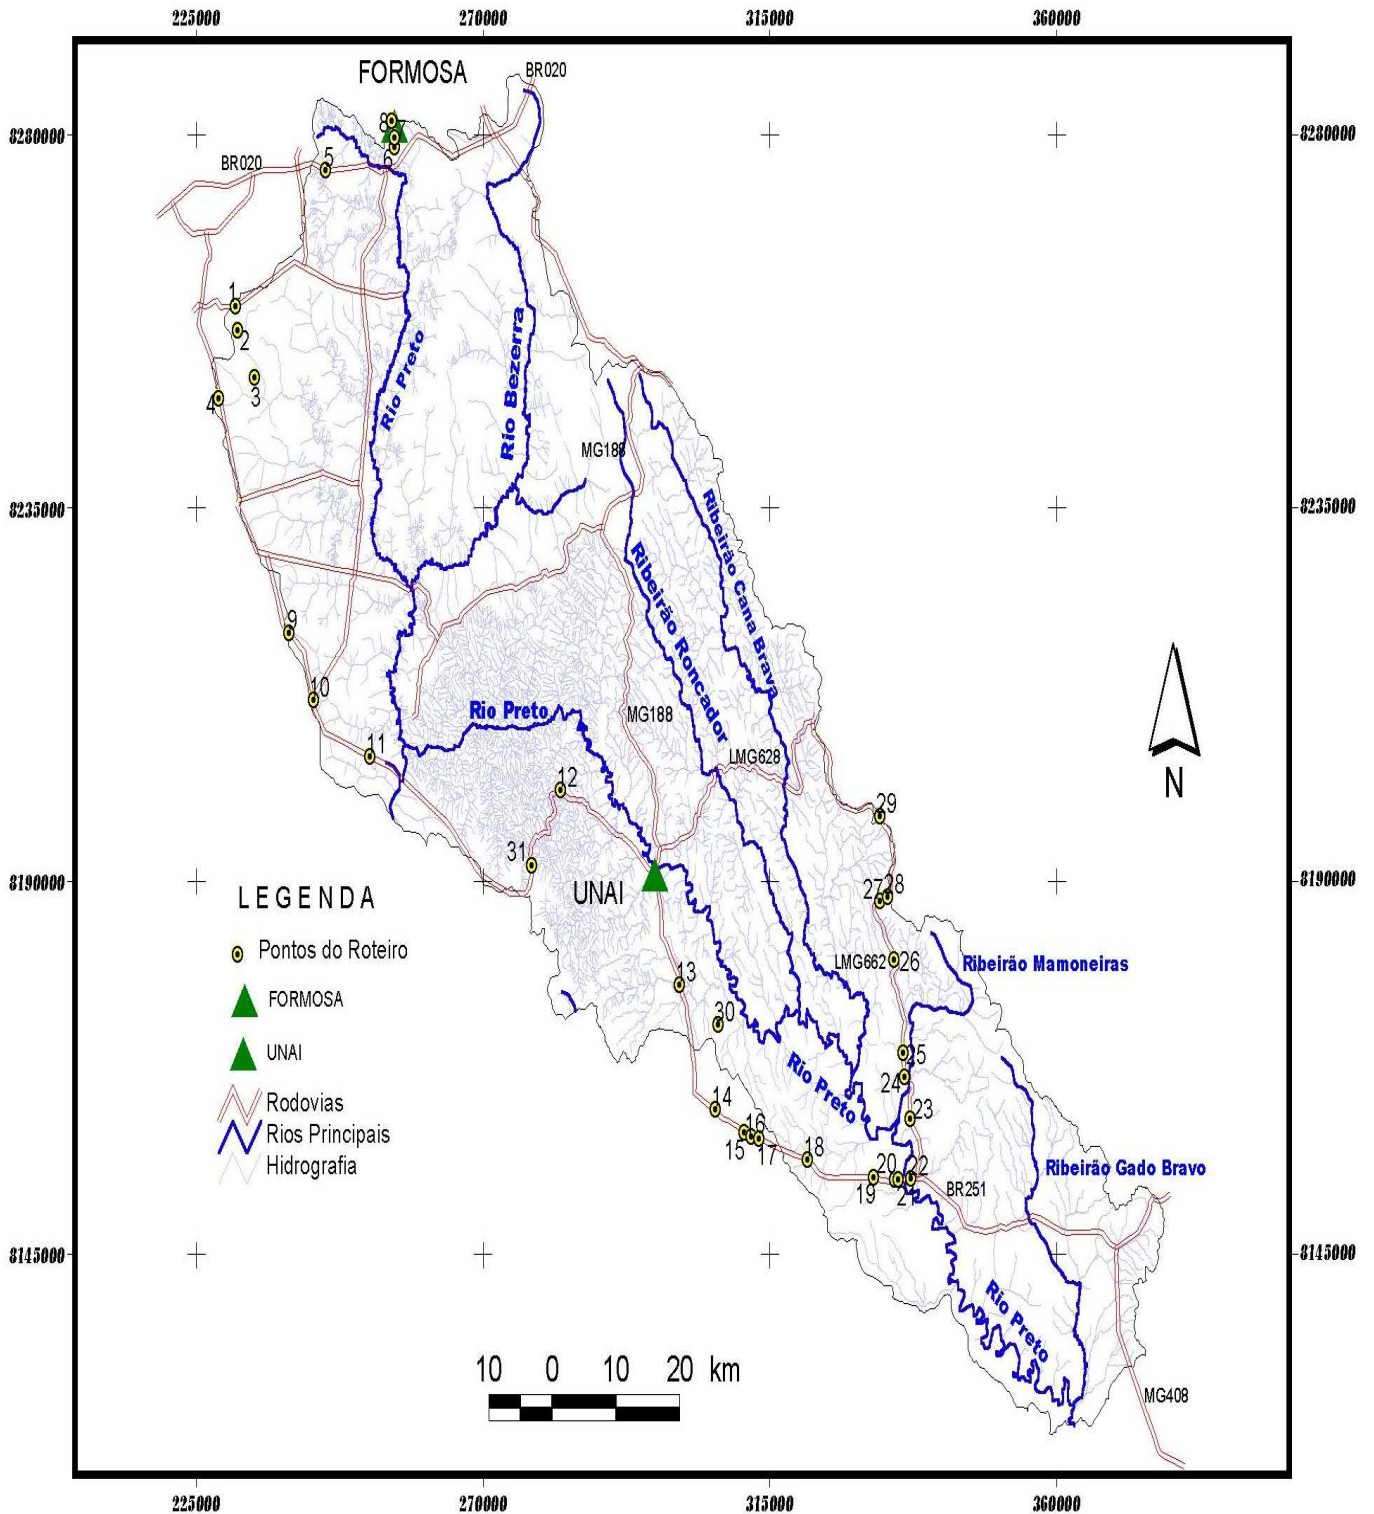 225000 270000 315000 360000
FORMOSA
BR020
8280000
8280000
8
7
6
5
BR020
1
2
3
4
Rio Preto
Rio Bezerra
MG188
8235000
8235000
Ribeirão Cana Brava
Ribeirão Roncador
9
10
Rio Preto
MG188
11
LMG628
12
29
31
UNAI
8190000
8190000
27
28
LMG662
26
Ribeirão Mamoneiras
13
30
25
24
Rio Preto
23
14
16
15
17
18
19
20
21
22
BR251
Ribeirão Gado Bravo
8145000
8145000
Rio Preto
MG408
N
LEGENDA
Pontos do Roteiro
FORMOSA
UNAI
Rodovias
Rios Principais
Hidrografia
10 0 10 20 km
225000 270000 315000 360000